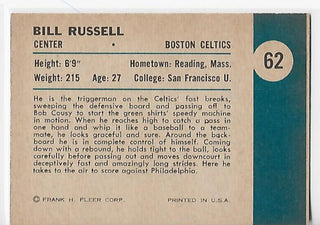 BILL RUSSELL
CENTER • BOSTON CELTICS
62
Height: 6'9" Hometown: Reading, Mass.
Weight: 215 Age: 27 College: San Francisco U.
He is the triggerman on the Celtics' fast breaks,
sweeping the defensive board and passing off to
Bob Cousy to start the green shirts' speedy machine
in motion. When he reaches high to catch a pass in
one hand and whip it like a baseball to a team-
mate, he looks graceful and sure. Around the back-
board he is in complete control of himself. Coming
down with a rebound, he holds tight to the ball, looks
carefully before passing out and moves downcourt in
deceptively fast and amazingly long strides. Here he
takes to the air to score against Philadelphia.
© FRANK H. FLEER CORP. PRINTED IN U.S.A.